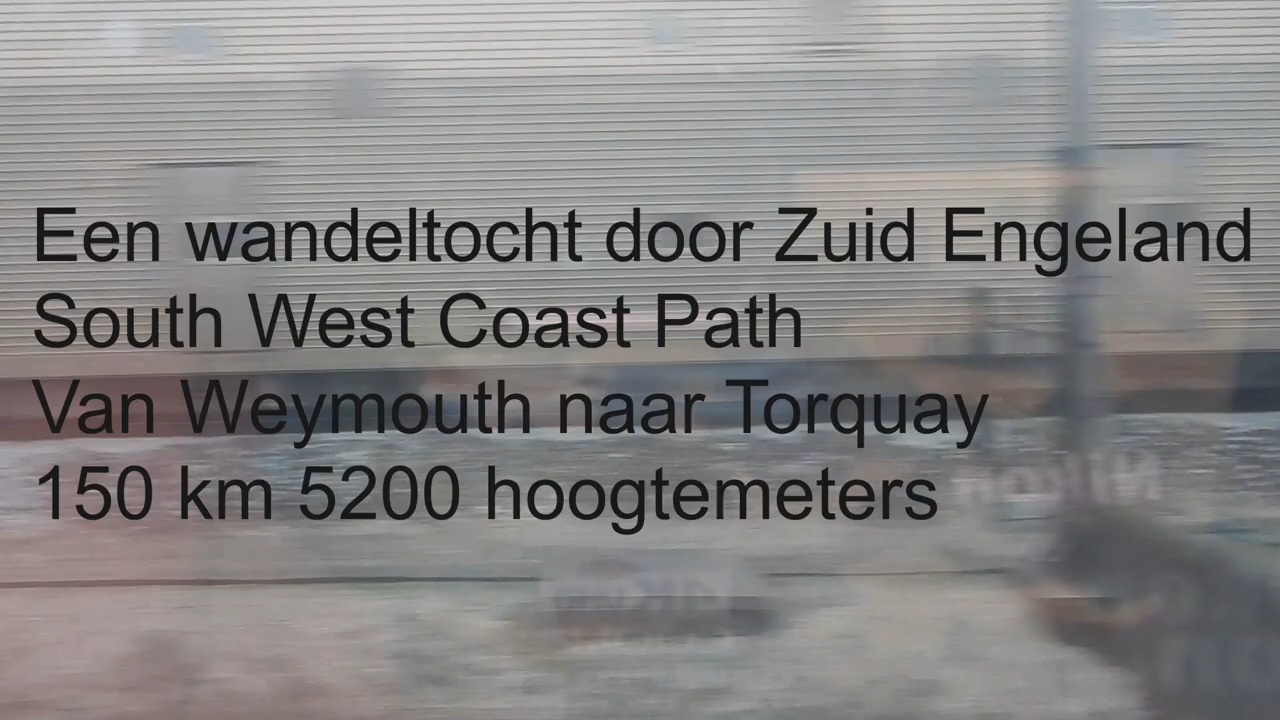 Een wandeltocht door Zuid Engeland
South West Coast Path
Van Weymouth naar Torquay
150 km 5200 hoogtemeters